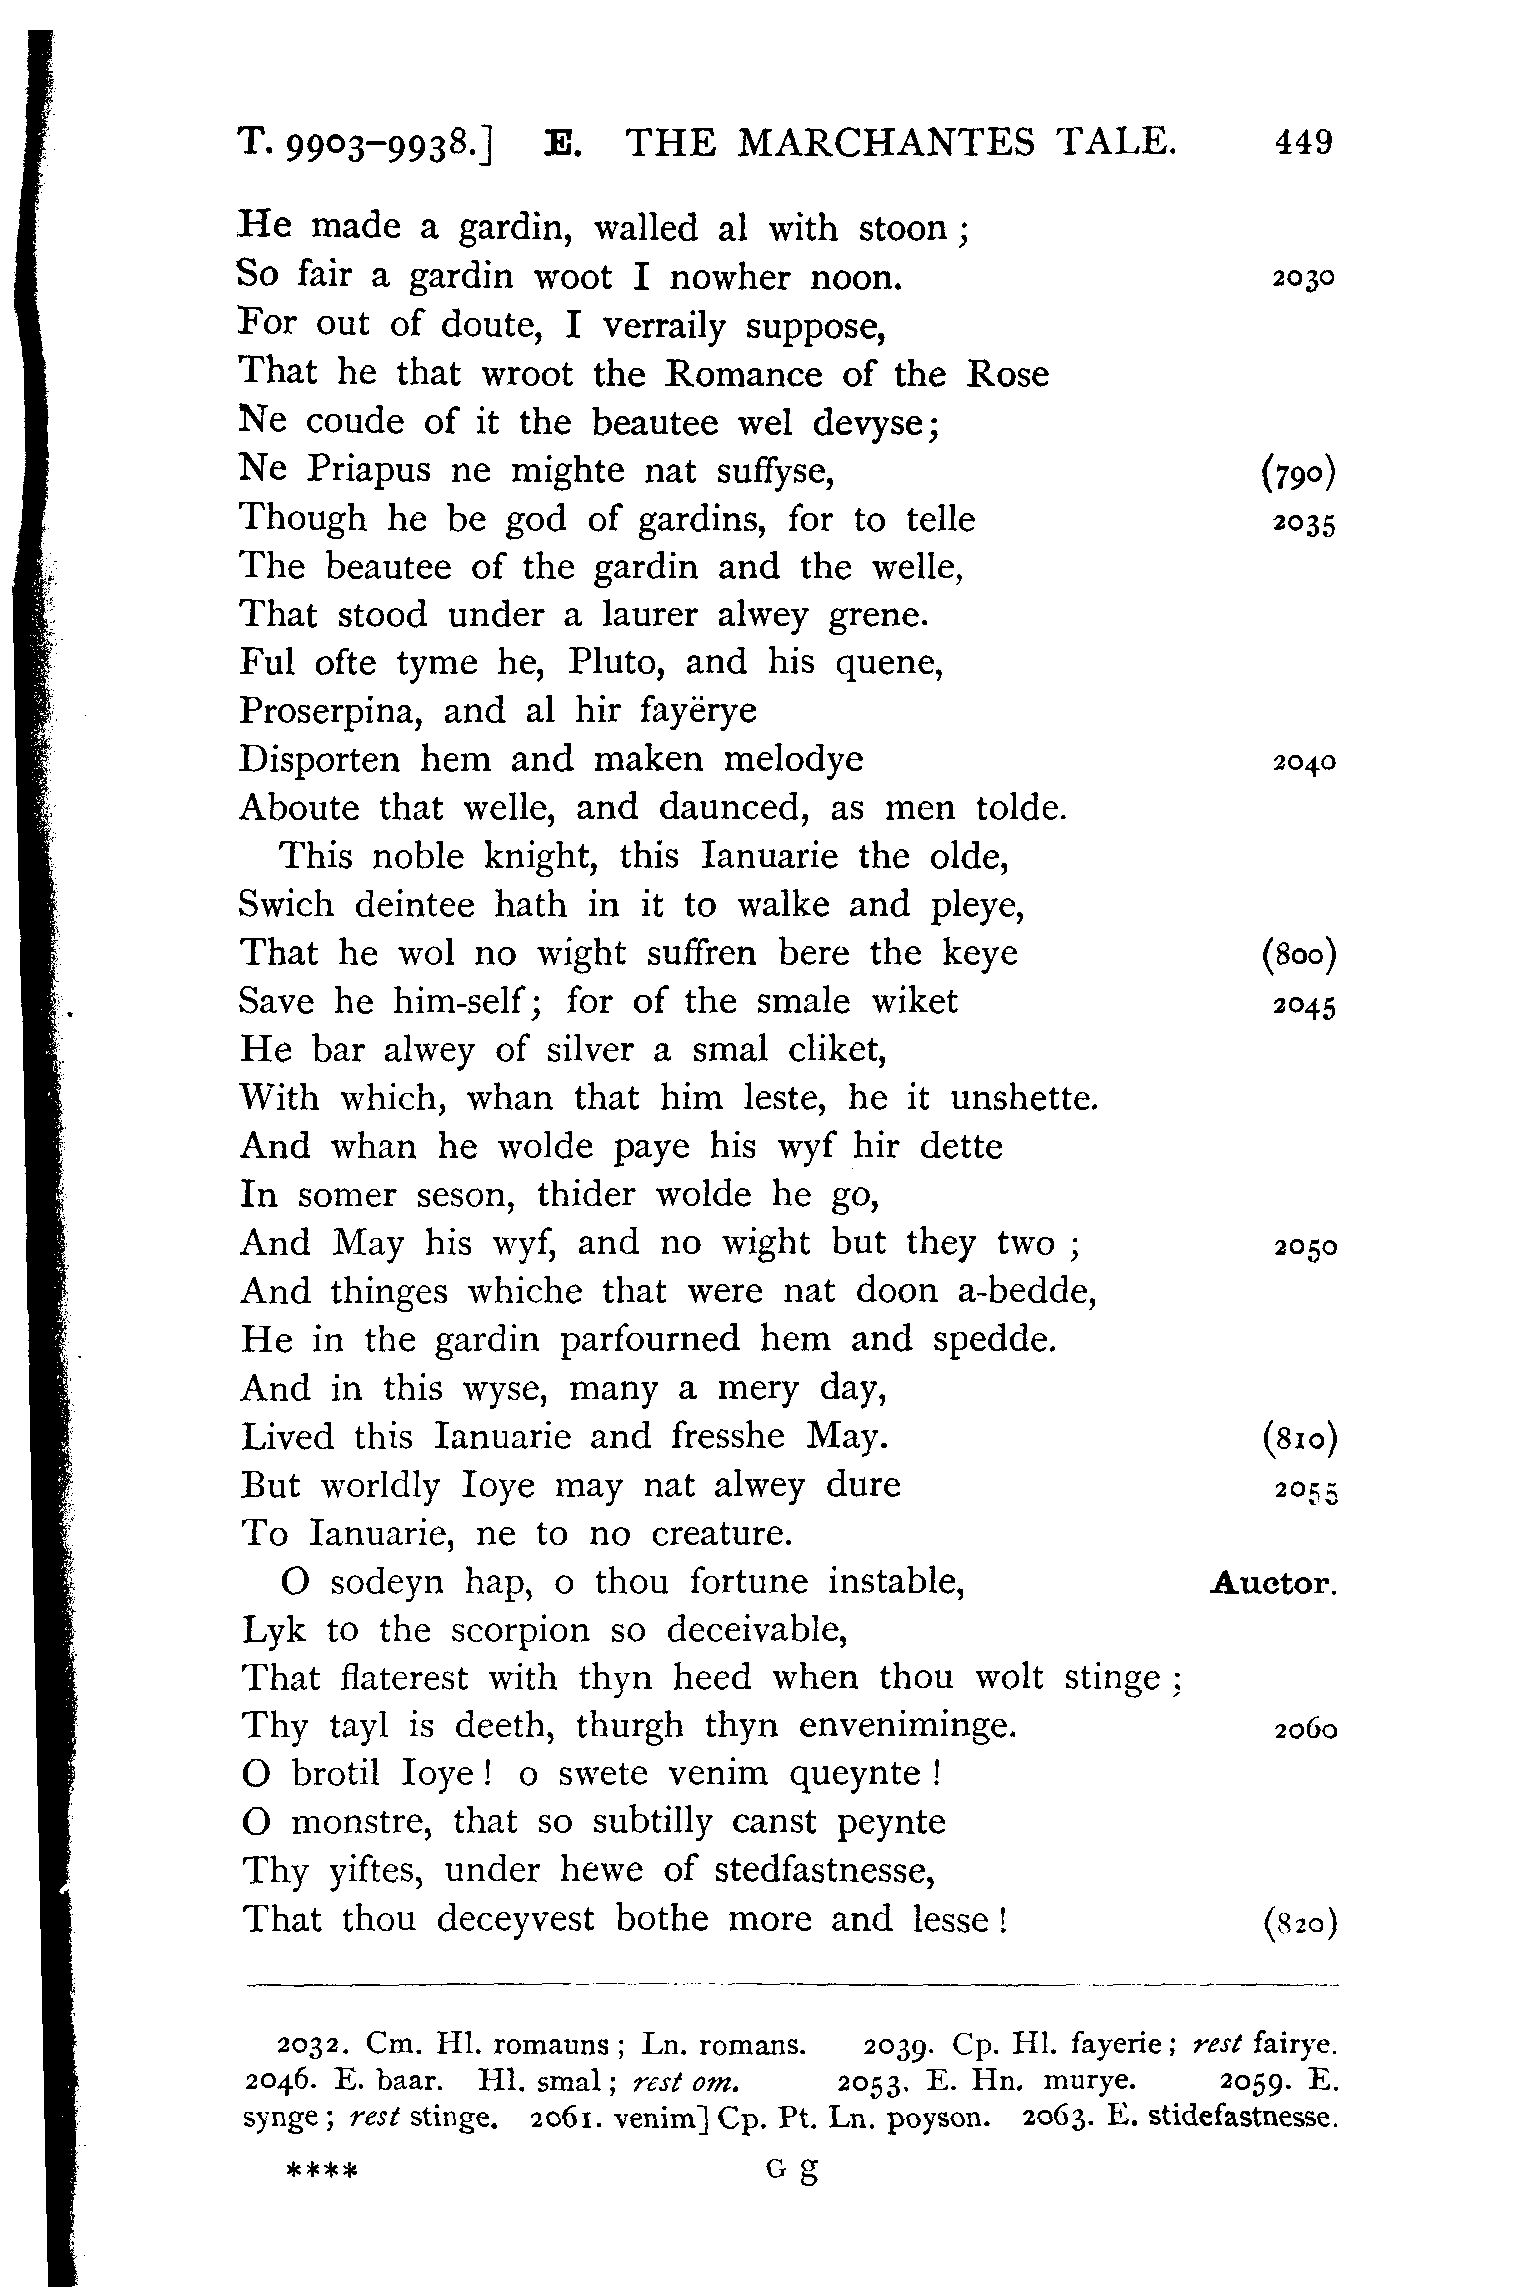 T. 9903–9938.] E. THE MARCHANTES TALE. 449
He made a gardin, walled al with stoon ;
So fair a gardin woot I nowher noon. 2030
For out of doute, I verraily suppose,
That he that wroot the Romance of the Rose
Ne coude of it the beautee wel devyse;
Ne Priapus ne mighte nat suffyse, (790)
Though he be god of gardins, for to telle 2035
The beautee of the gardin and the welle,
That stood under a laurer alwey grene.
Ful ofte tyme he, Pluto, and his quene,
Proserpina, and al hir fayërye
Disporten hem and maken melodye 2040
Aboute that welle, and daunced, as men tolde.
This noble knight, this Ianuarie the olde,
Swich deintee hath in it to walke and pleye,
That he wol no wight suffren bere the keye (800)
Save he him-self; for of the smale wiket 2045
He bar alwey of silver a smal cliket,
With which, whan that him leste, he it unshette.
And whan he wolde paye his wyf hir dette
In somer seson, thider wolde he go,
And May his wyf, and no wight but they two ; 2050
And thinges whiche that were nat doon a-bedde,
He in the gardin parfourned hem and spedde.
And in this wyse, many a mery day,
Lived this Ianuarie and fresshe May. (810)
But worldly Ioye may nat alwey dure 2055
To Ianuarie, ne to no creature.
O sodeyn hap, o thou fortune instable, Auctor.
Lyk to the scorpion so deceivable,
That flaterest with thyn heed when thou wolt stinge ;
Thy tayl is deeth, thurgh thyn enveniminge. 2060
O brotil Ioye ! o swete venim queynte !
O monstre, that so subtilly canst peynte
Thy yiftes, under hewe of stedfastnesse,
That thou deceyvest bothe more and lesse ! (820)
2032. Cm. Hl. romauns ; Ln. romans. 2039. Cp. Hl. fayerie ; rest fairye.
2046. E. baar. Hl. smal ; rest om. 2053. E. Hn. murye. 2059. E.
synge ; rest stinge. 2061. venim] Cp. Pt. Ln. poyson. 2063. E. stidefastnesse.
**** G g